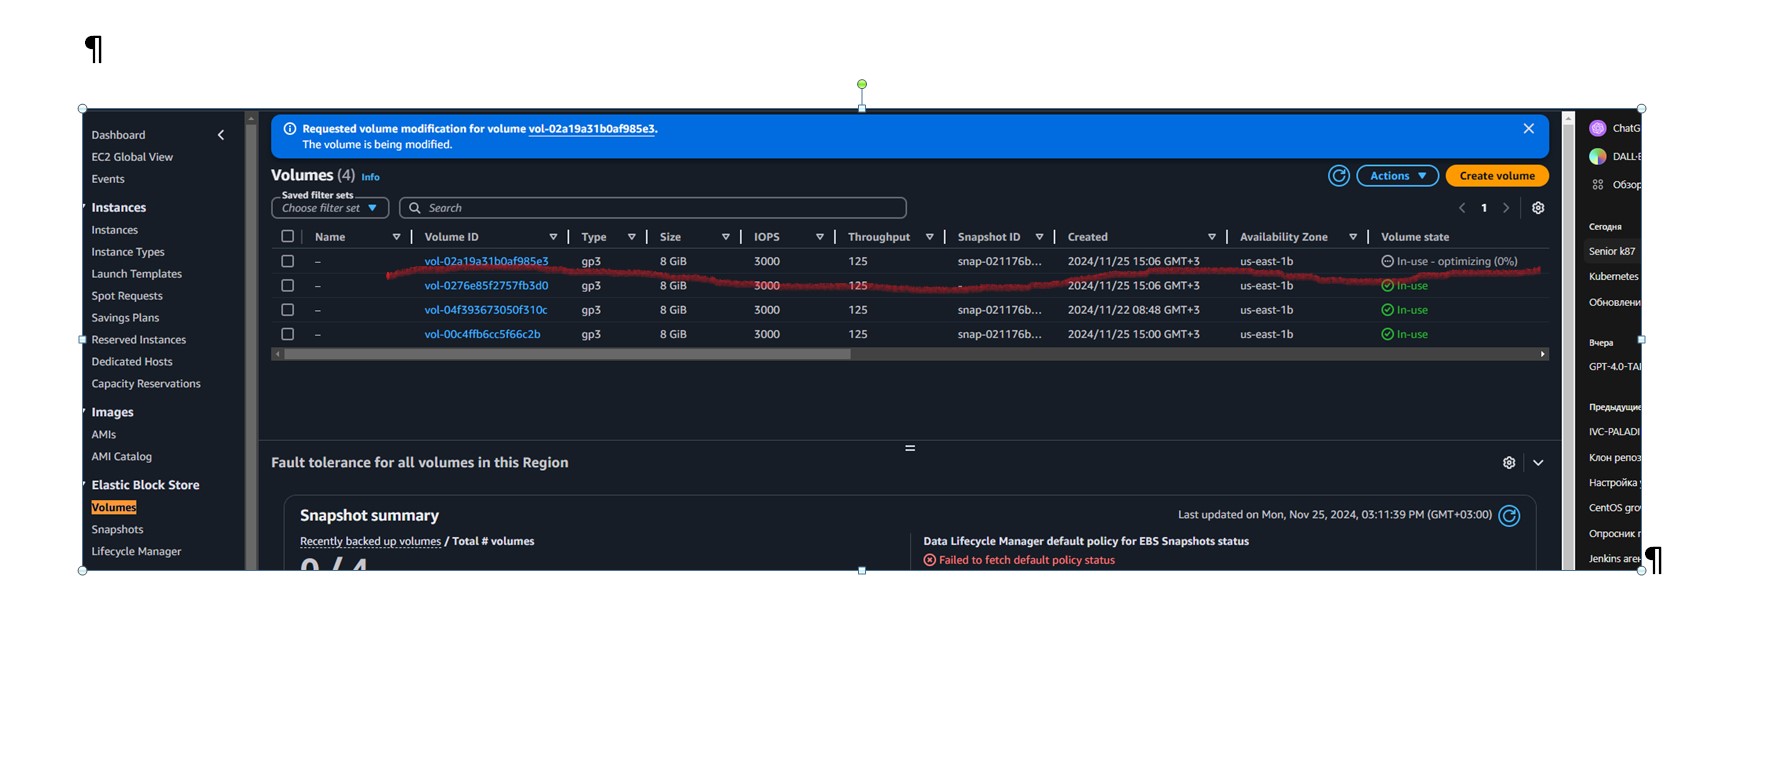 ¶
Dashboard
EC2 Global View
Events
Instances
Instances
Instance Types
Launch Templates
Spot Requests
Savings Plans
Reserved Instances
Dedicated Hosts
Capacity Reservations
Images
AMIs
AMI Catalog
Elastic Block Store
Volumes
Snapshots
Lifecycle Manager
Requested volume modification for volume vol-02a19a31b0af985e3.
The volume is being modified.
Volumes (4) Info
Actions Create volume
Saved filter sets
Choose filter set Search
1
Name Volume ID Type Size IOPS Throughput Snapshot ID Created Availability Zone Volume state
– vol-02a19a31b0af985e3 gp3 8 GiB 3000 125 snap-021176b... 2024/11/25 15:06 GMT+3 us-east-1b In-use - optimizing (0%)
– vol-0276e85f2757fb3d0 gp3 8 GiB 3000 125 - 2024/11/25 15:06 GMT+3 us-east-1b In-use
– vol-04f393673050f310c gp3 8 GiB 3000 125 snap-021176b... 2024/11/22 08:48 GMT+3 us-east-1b In-use
– vol-00c4ffb6cc5f66c2b gp3 8 GiB 3000 125 snap-021176b... 2024/11/25 15:00 GMT+3 us-east-1b In-use
Fault tolerance for all volumes in this Region
Snapshot summary
Last updated on Mon, Nov 25, 2024, 03:11:39 PM (GMT+03:00)
Recently backed up volumes / Total # volumes
0 / 4
Data Lifecycle Manager default policy for EBS Snapshots status
Failed to fetch default policy status
ChatG
DALL·E
Обзор
Сегодня
Senior k87
Kubernetes
Обновлени
Вчера
GPT-4.0-TA
Предыдущие
IVC-PALADI
Клон репоз
Настройка
CentOS gro
Опросник
Jenkins аге
¶